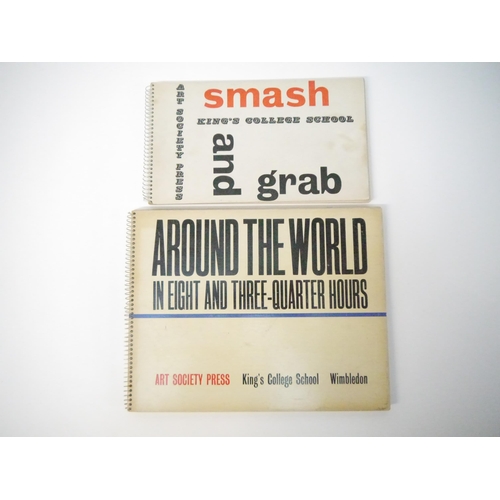 ART SOCIETY PRESS
smash
KING'S COLLEGE SCHOOL
and
grab
AROUND THE WORLD
IN EIGHT AND THREE-QUARTER HOURS
ART SOCIETY PRESS King's College School Wimbledon